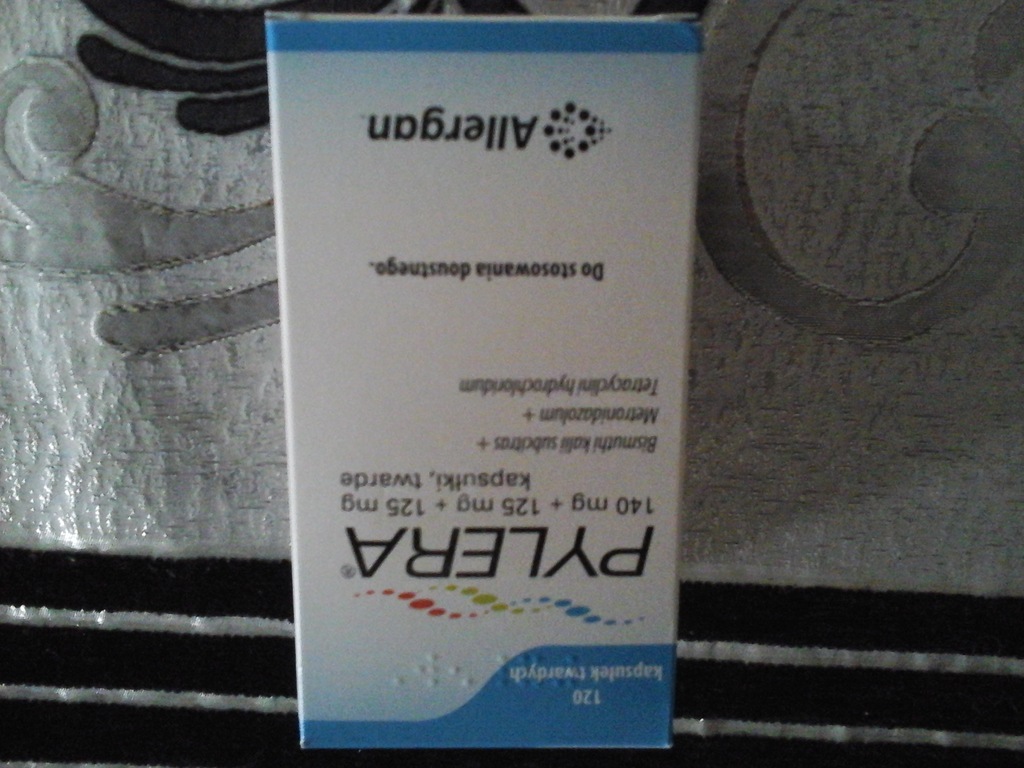 120
kapsułek twardych
PYLERA®
140 mg + 125 mg + 125 mg
kapsułki, twarde
Bismuthi kalii subcitras +
Metronidazolum +
Tetracyclini hydrochloridum
Do stosowania doustnego.
Allergan